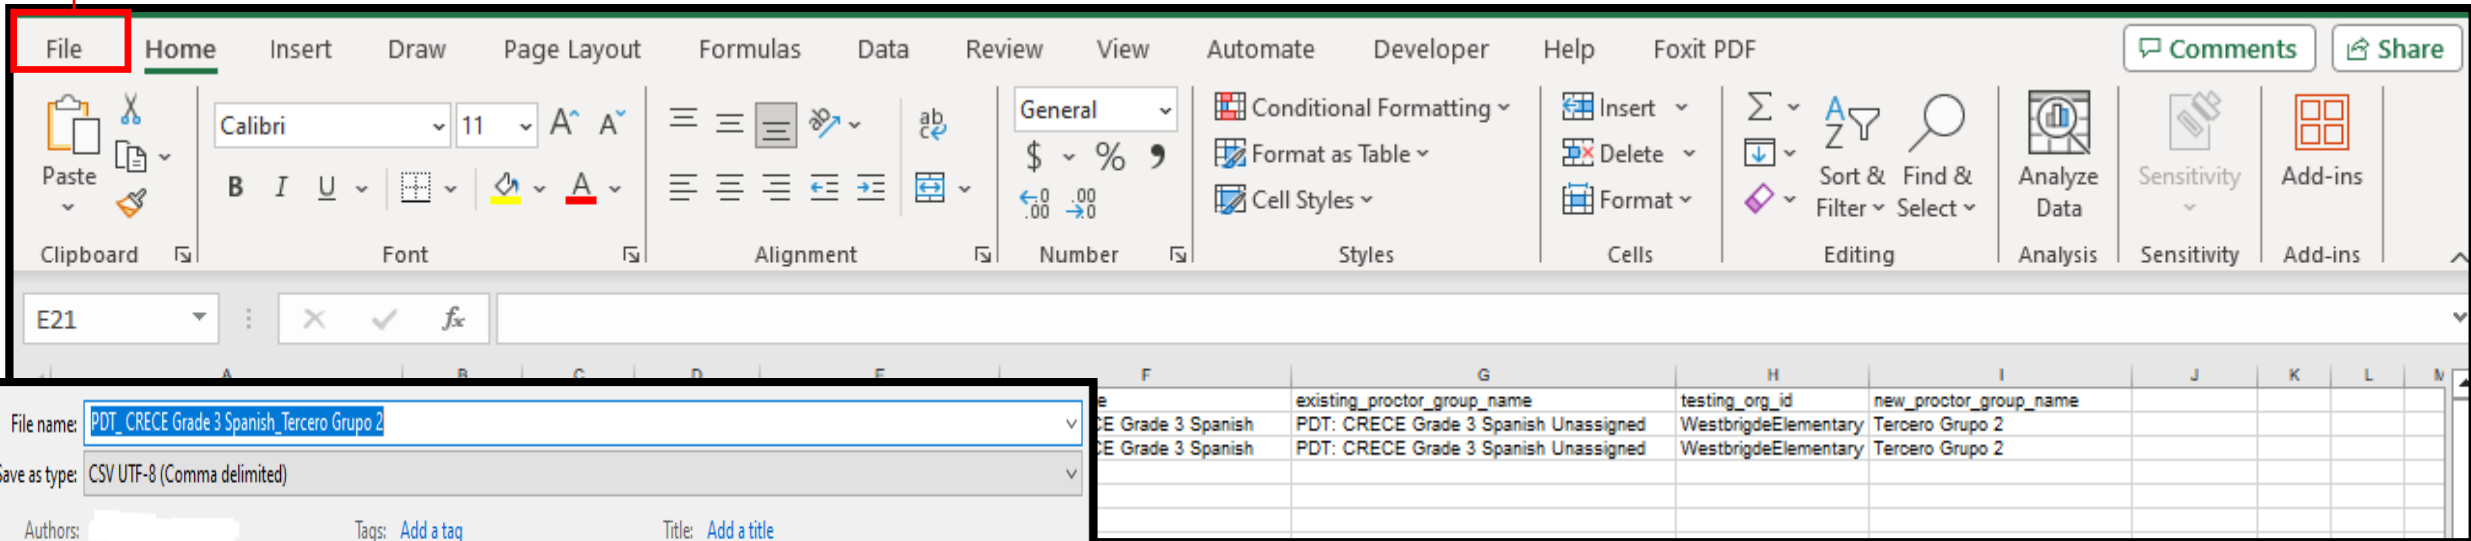 File Home Insert Draw Page Layout Formulas Data Review View Automate Developer Help Foxit PDF Comments Share
Calibri 11 General Conditional Formatting Insert
Paste $ % Format as Table Delete Sort & Filter Find & Select Analyze Data Sensitivity Add-ins
B I U A Cell Styles Format
Clipboard Font Alignment Number Styles Cells Editing Analysis Sensitivity Add-ins
E21 fx
A B C D E F G H I J K L M
existing_proctor_group_name testing_org_id new_proctor_group_name
CE Grade 3 Spanish PDT: CRECE Grade 3 Spanish Unassigned WestbrigdeElementary Tercero Grupo 2
CE Grade 3 Spanish PDT: CRECE Grade 3 Spanish Unassigned WestbrigdeElementary Tercero Grupo 2
File name: PDT_ CRECE Grade 3 Spanish_Tercero Grupo 2
Save as type: CSV UTF-8 (Comma delimited)
Authors: Tags: Add a tag Title: Add a title